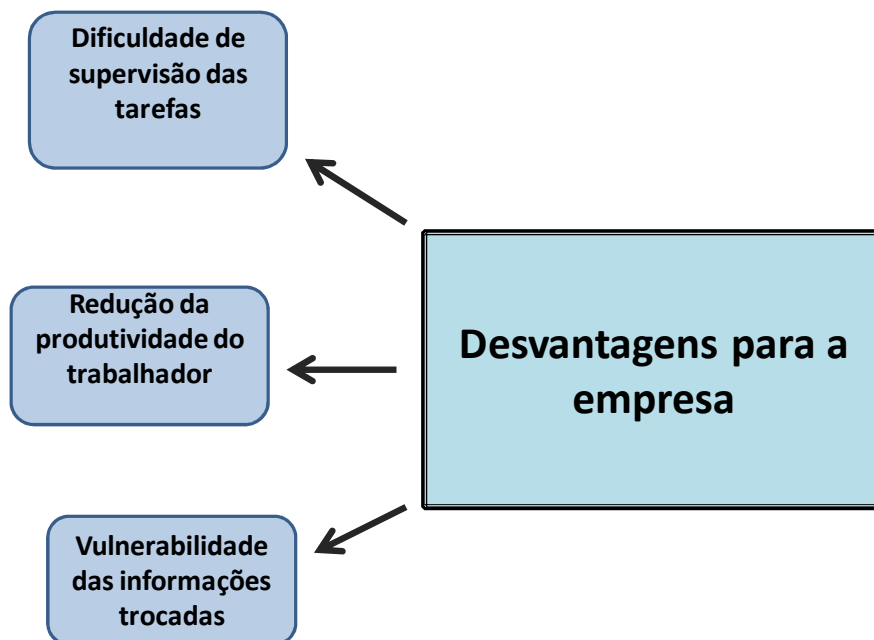 Dificuldade de
supervisão das
tarefas
Redução da
produtividade do
trabalhador
Desvantagens para a
empresa
Vulnerabilidade
das informações
trocadas